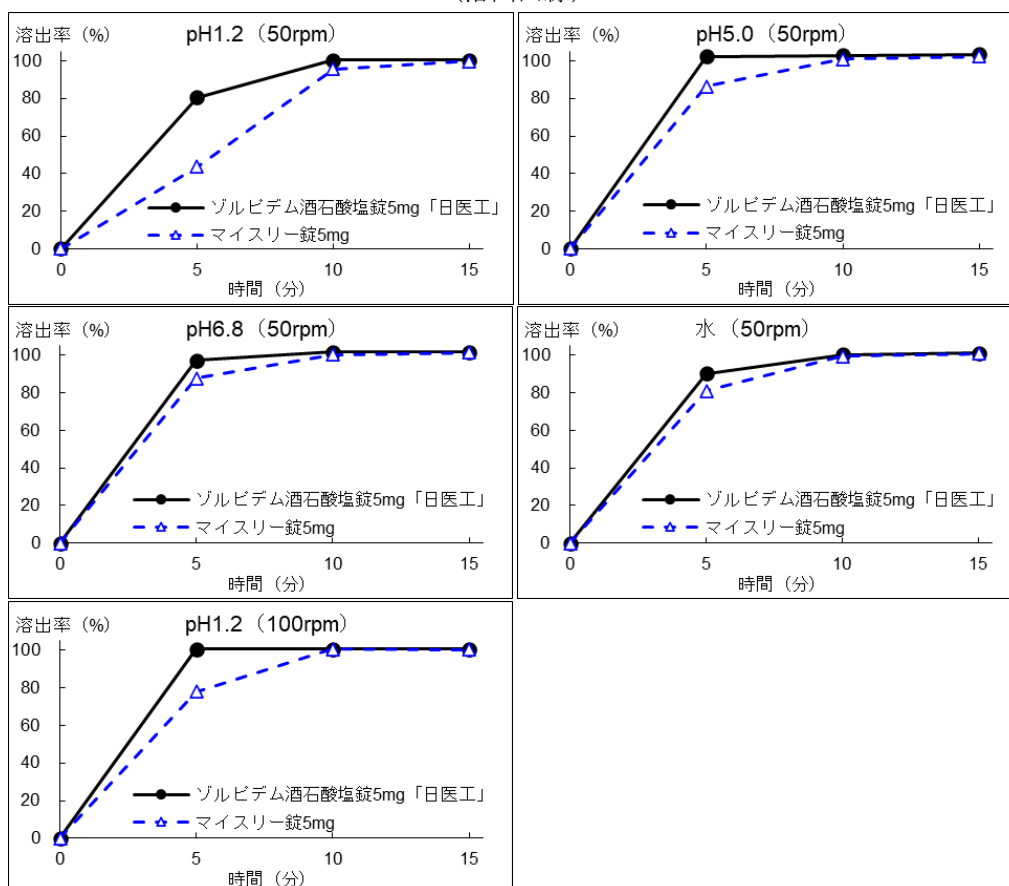 溶出率 (%)
pH1.2（50rpm）
100
80
60
40
20
0
ゾルピデム酒石酸塩錠5mg「日医工」
マイスリー錠5mg
0 5 10 15
時間（分）
溶出率 (%)
pH5.0（50rpm）
100
80
60
40
20
0
ゾルピデム酒石酸塩錠5mg「日医工」
マイスリー錠5mg
0 5 10 15
時間（分）
溶出率 (%)
pH6.8（50rpm）
100
80
60
40
20
0
ゾルピデム酒石酸塩錠5mg「日医工」
マイスリー錠5mg
0 5 10 15
時間（分）
溶出率 (%)
水（50rpm）
100
80
60
40
20
0
ゾルピデム酒石酸塩錠5mg「日医工」
マイスリー錠5mg
0 5 10 15
時間（分）
溶出率 (%)
pH1.2（100rpm）
100
80
60
40
20
0
ゾルピデム酒石酸塩錠5mg「日医工」
マイスリー錠5mg
0 5 10 15
時間（分）